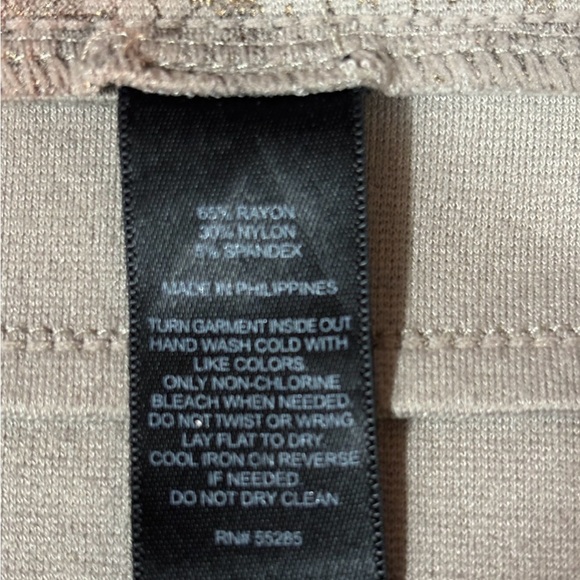 65% RAYON
30% NYLON
5% SPANDEX
MADE IN PHILIPPINES
TURN GARMENT INSIDE OUT
HAND WASH COLD WITH
LIKE COLORS
ONLY NON-CHLORINE
BLEACH WHEN NEEDED
DO NOT TWIST OR WRING
LAY FLAT TO DRY
COOL IRON ON REVERSE
IF NEEDED
DO NOT DRY CLEAN
RN# 55285